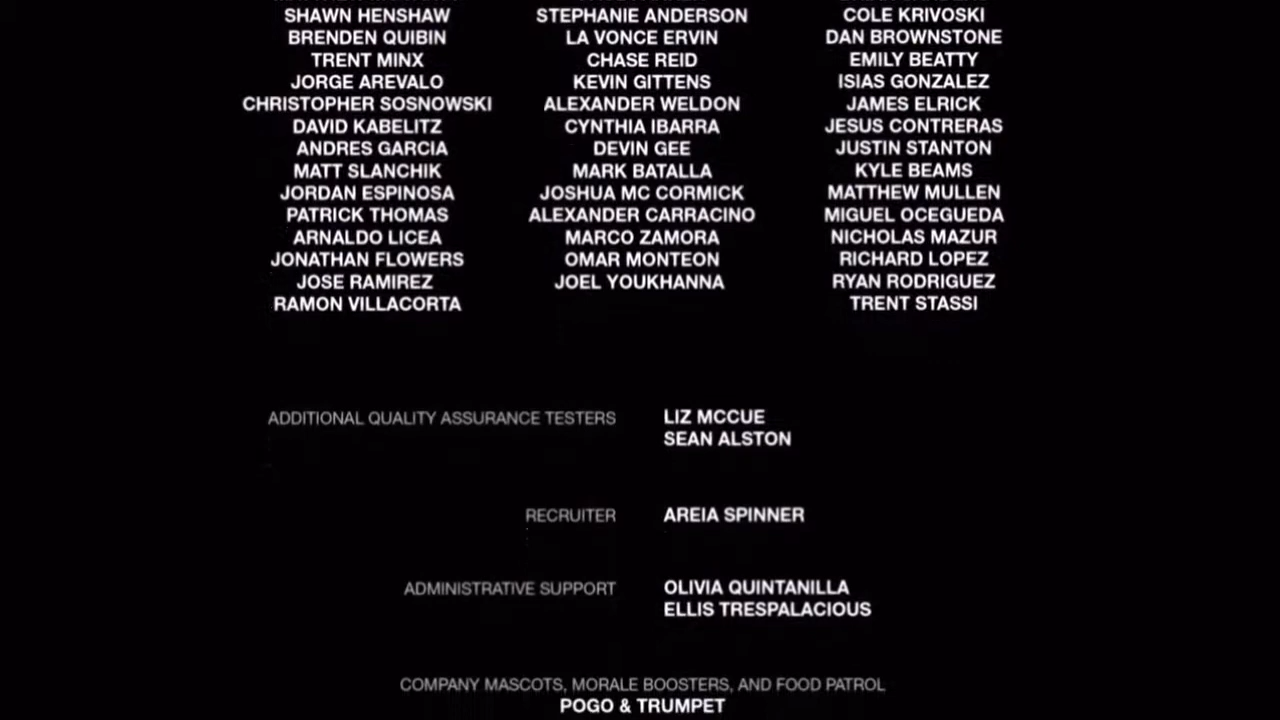 SHAWN HENSHAW STEPHANIE ANDERSON COLE KRIVOSKI
BRENDEN QUIBIN LA VONCE ERVIN DAN BROWNSTONE
TRENT MINX CHASE REID EMILY BEATTY
JORGE AREVALO KEVIN GITTENS ISIAS GONZALEZ
CHRISTOPHER SOSNOWSKI ALEXANDER WELDON JAMES ELRICK
DAVID KABELITZ CYNTHIA IBARRA JESUS CONTRERAS
ANDRES GARCIA DEVIN GEE JUSTIN STANTON
MATT SLANCHIK MARK BATALLA KYLE BEAMS
JORDAN ESPINOSA JOSHUA MC CORMICK MATTHEW MULLEN
PATRICK THOMAS ALEXANDER CARRACINO MIGUEL OCEGUEDA
ARNALDO LICEA MARCO ZAMORA NICHOLAS MAZUR
JONATHAN FLOWERS OMAR MONTEON RICHARD LOPEZ
JOSE RAMIREZ JOEL YOUKHANNA RYAN RODRIGUEZ
RAMON VILLACORTA TRENT STASSI
ADDITIONAL QUALITY ASSURANCE TESTERS LIZ MCCUE
SEAN ALSTON
RECRUITER AREIA SPINNER
ADMINISTRATIVE SUPPORT OLIVIA QUINTANILLA
ELLIS TRESPALACIOUS
COMPANY MASCOTS, MORALE BOOSTERS, AND FOOD PATROL
POGO & TRUMPET